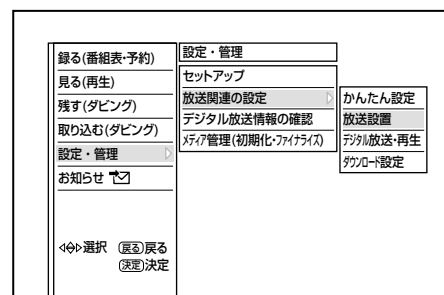 録る(番組表・予約)
見る(再生)
残す(ダビング)
取り込む(ダビング)
設定・管理
お知らせ
選択 戻る戻る
決定決定
設定・管理
セットアップ
放送関連の設定
デジタル放送情報の確認
メディア管理(初期化・ファイナライズ)
かんたん設定
放送設置
デジタル放送・再生
ダウンロード設定